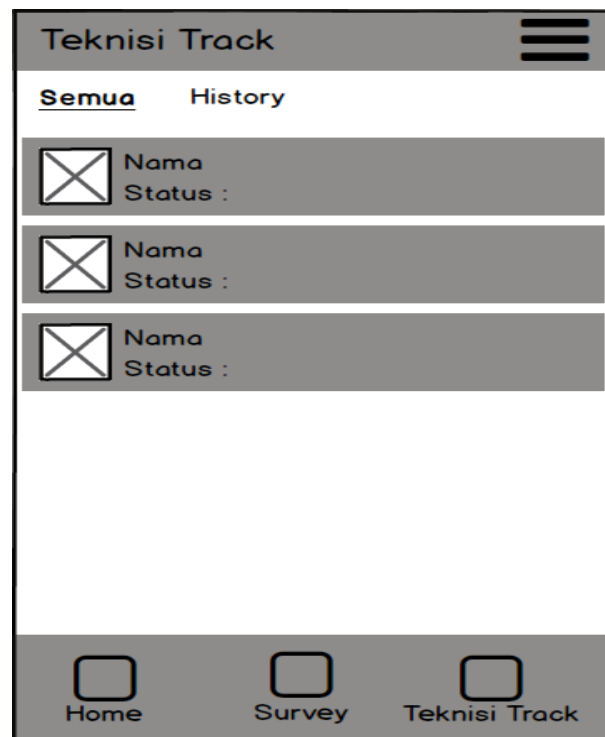 Teknisi Track
Semua History
Nama
Status :
Nama
Status :
Nama
Status :
Home Survey Teknisi Track